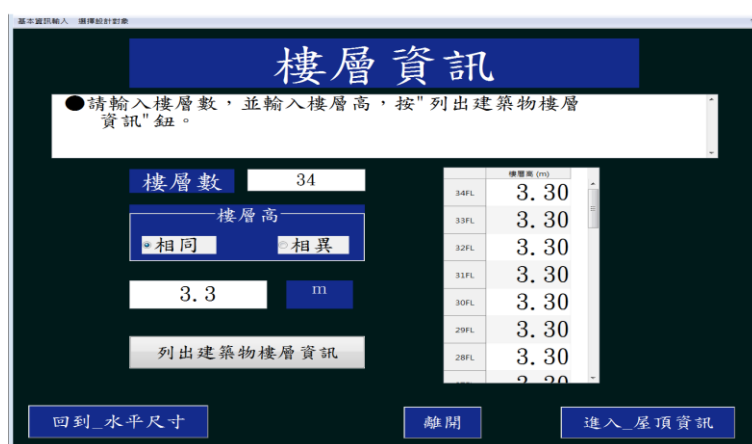 基本資訊輸入 選擇設計對象
樓層資訊
●請輸入樓層數，並輸入樓層高，按"列出建築物樓層
資訊"鈕。
樓層數 34
樓層高
相同 相異
3.3 m
列出建築物樓層資訊
樓層高 (m)
34FL 3.30
33FL 3.30
32FL 3.30
31FL 3.30
30FL 3.30
29FL 3.30
28FL 3.30
回到_水平尺寸 離開 進入_屋頂資訊